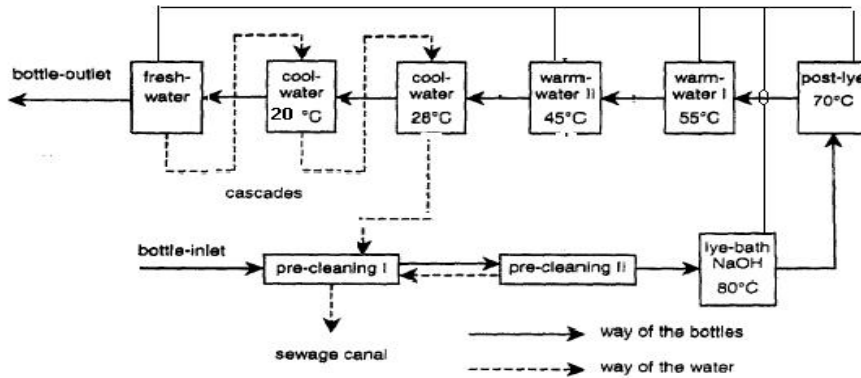 bottle-outlet
fresh-
water
cool-
water
20 °C
cool-
water
28°C
warm-
water II
45°C
warm-
water I
55°C
post-lye
70°C
cascades
bottle-inlet
pre-cleaning I
pre-cleaning II
lye-bath
NaOH
80°C
sewage canal
way of the bottles
way of the water